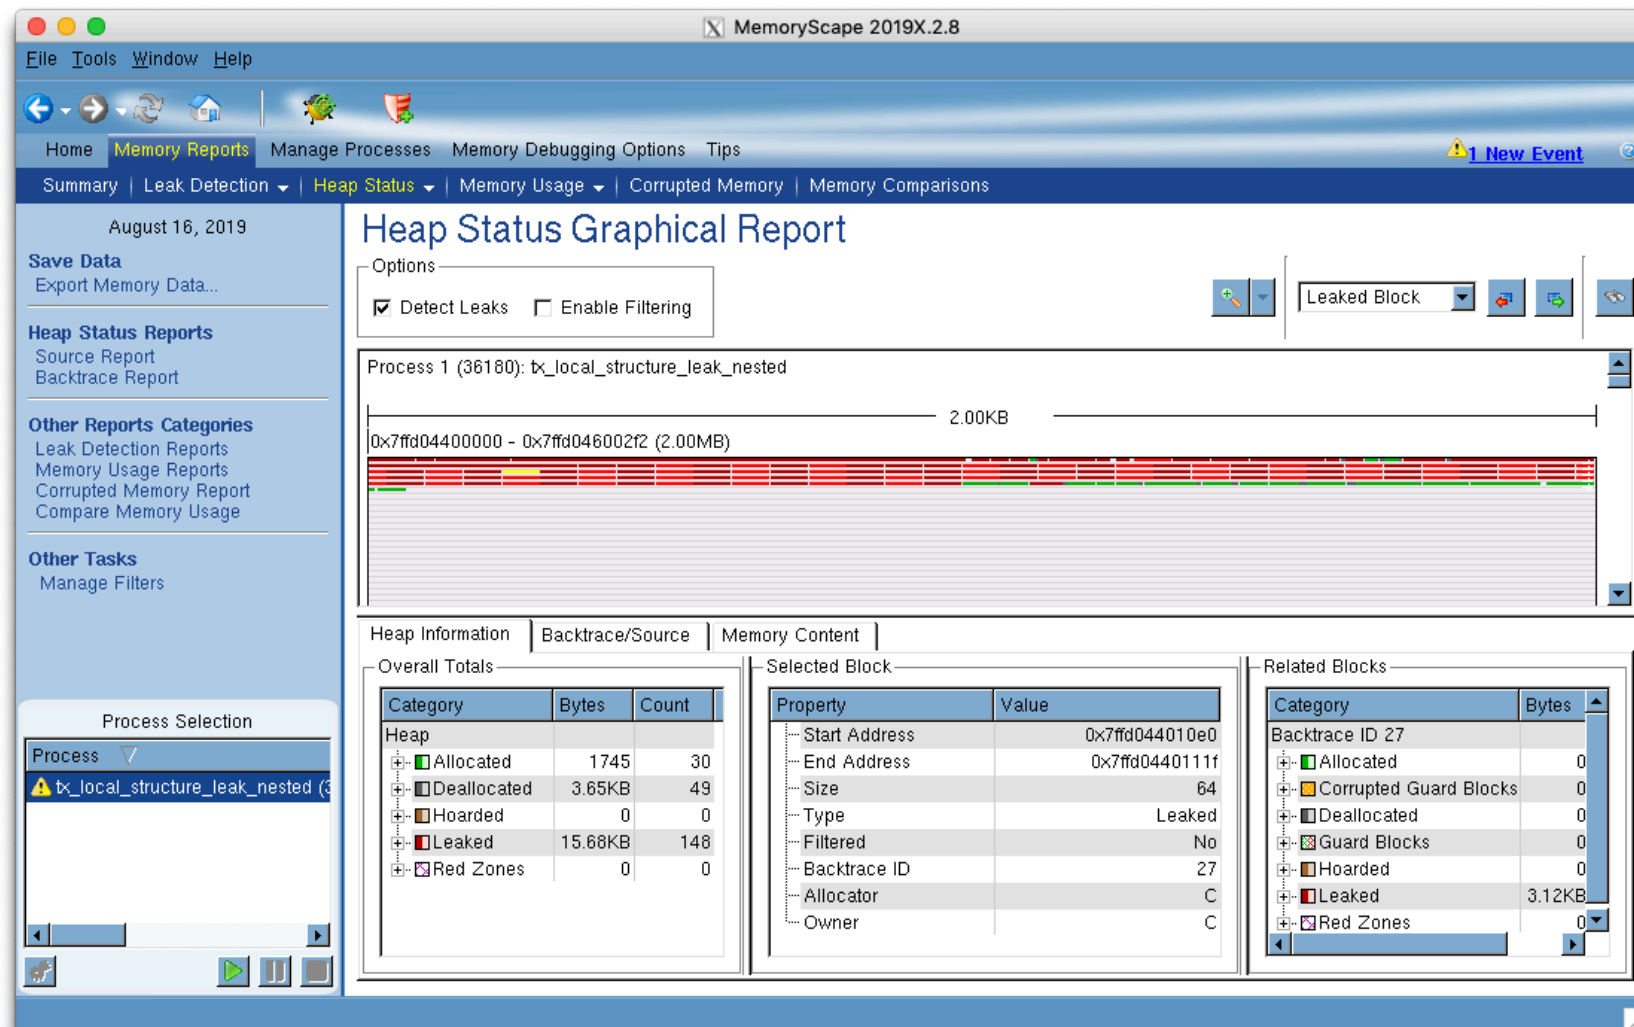 MemoryScape 2019X.2.8
File Tools Window Help
Home Memory Reports Manage Processes Memory Debugging Options Tips
1 New Event
Summary Leak Detection Heap Status Memory Usage Corrupted Memory Memory Comparisons
August 16, 2019
Save Data
Export Memory Data...
Heap Status Reports
Source Report
Backtrace Report
Other Reports Categories
Leak Detection Reports
Memory Usage Reports
Corrupted Memory Report
Compare Memory Usage
Other Tasks
Manage Filters
Process Selection
Process
tx_local_structure_leak_nested (3
Heap Status Graphical Report
Options
Detect Leaks Enable Filtering
Leaked Block
Process 1 (36180): tx_local_structure_leak_nested
2.00KB
0x7ffd04400000 - 0x7ffd046002f2 (2.00MB)
Heap Information Backtrace/Source Memory Content
Overall Totals
Category Bytes Count
Heap
Allocated 1745 30
Deallocated 3.65KB 49
Hoarded 0 0
Leaked 15.68KB 148
Red Zones 0 0
Selected Block
Property Value
Start Address 0x7ffd044010e0
End Address 0x7ffd0440111f
Size 64
Type Leaked
Filtered No
Backtrace ID 27
Allocator C
Owner C
Related Blocks
Category Bytes
Backtrace ID 27
Allocated 0
Corrupted Guard Blocks 0
Deallocated 0
Guard Blocks 0
Hoarded 0
Leaked 3.12KB
Red Zones 0